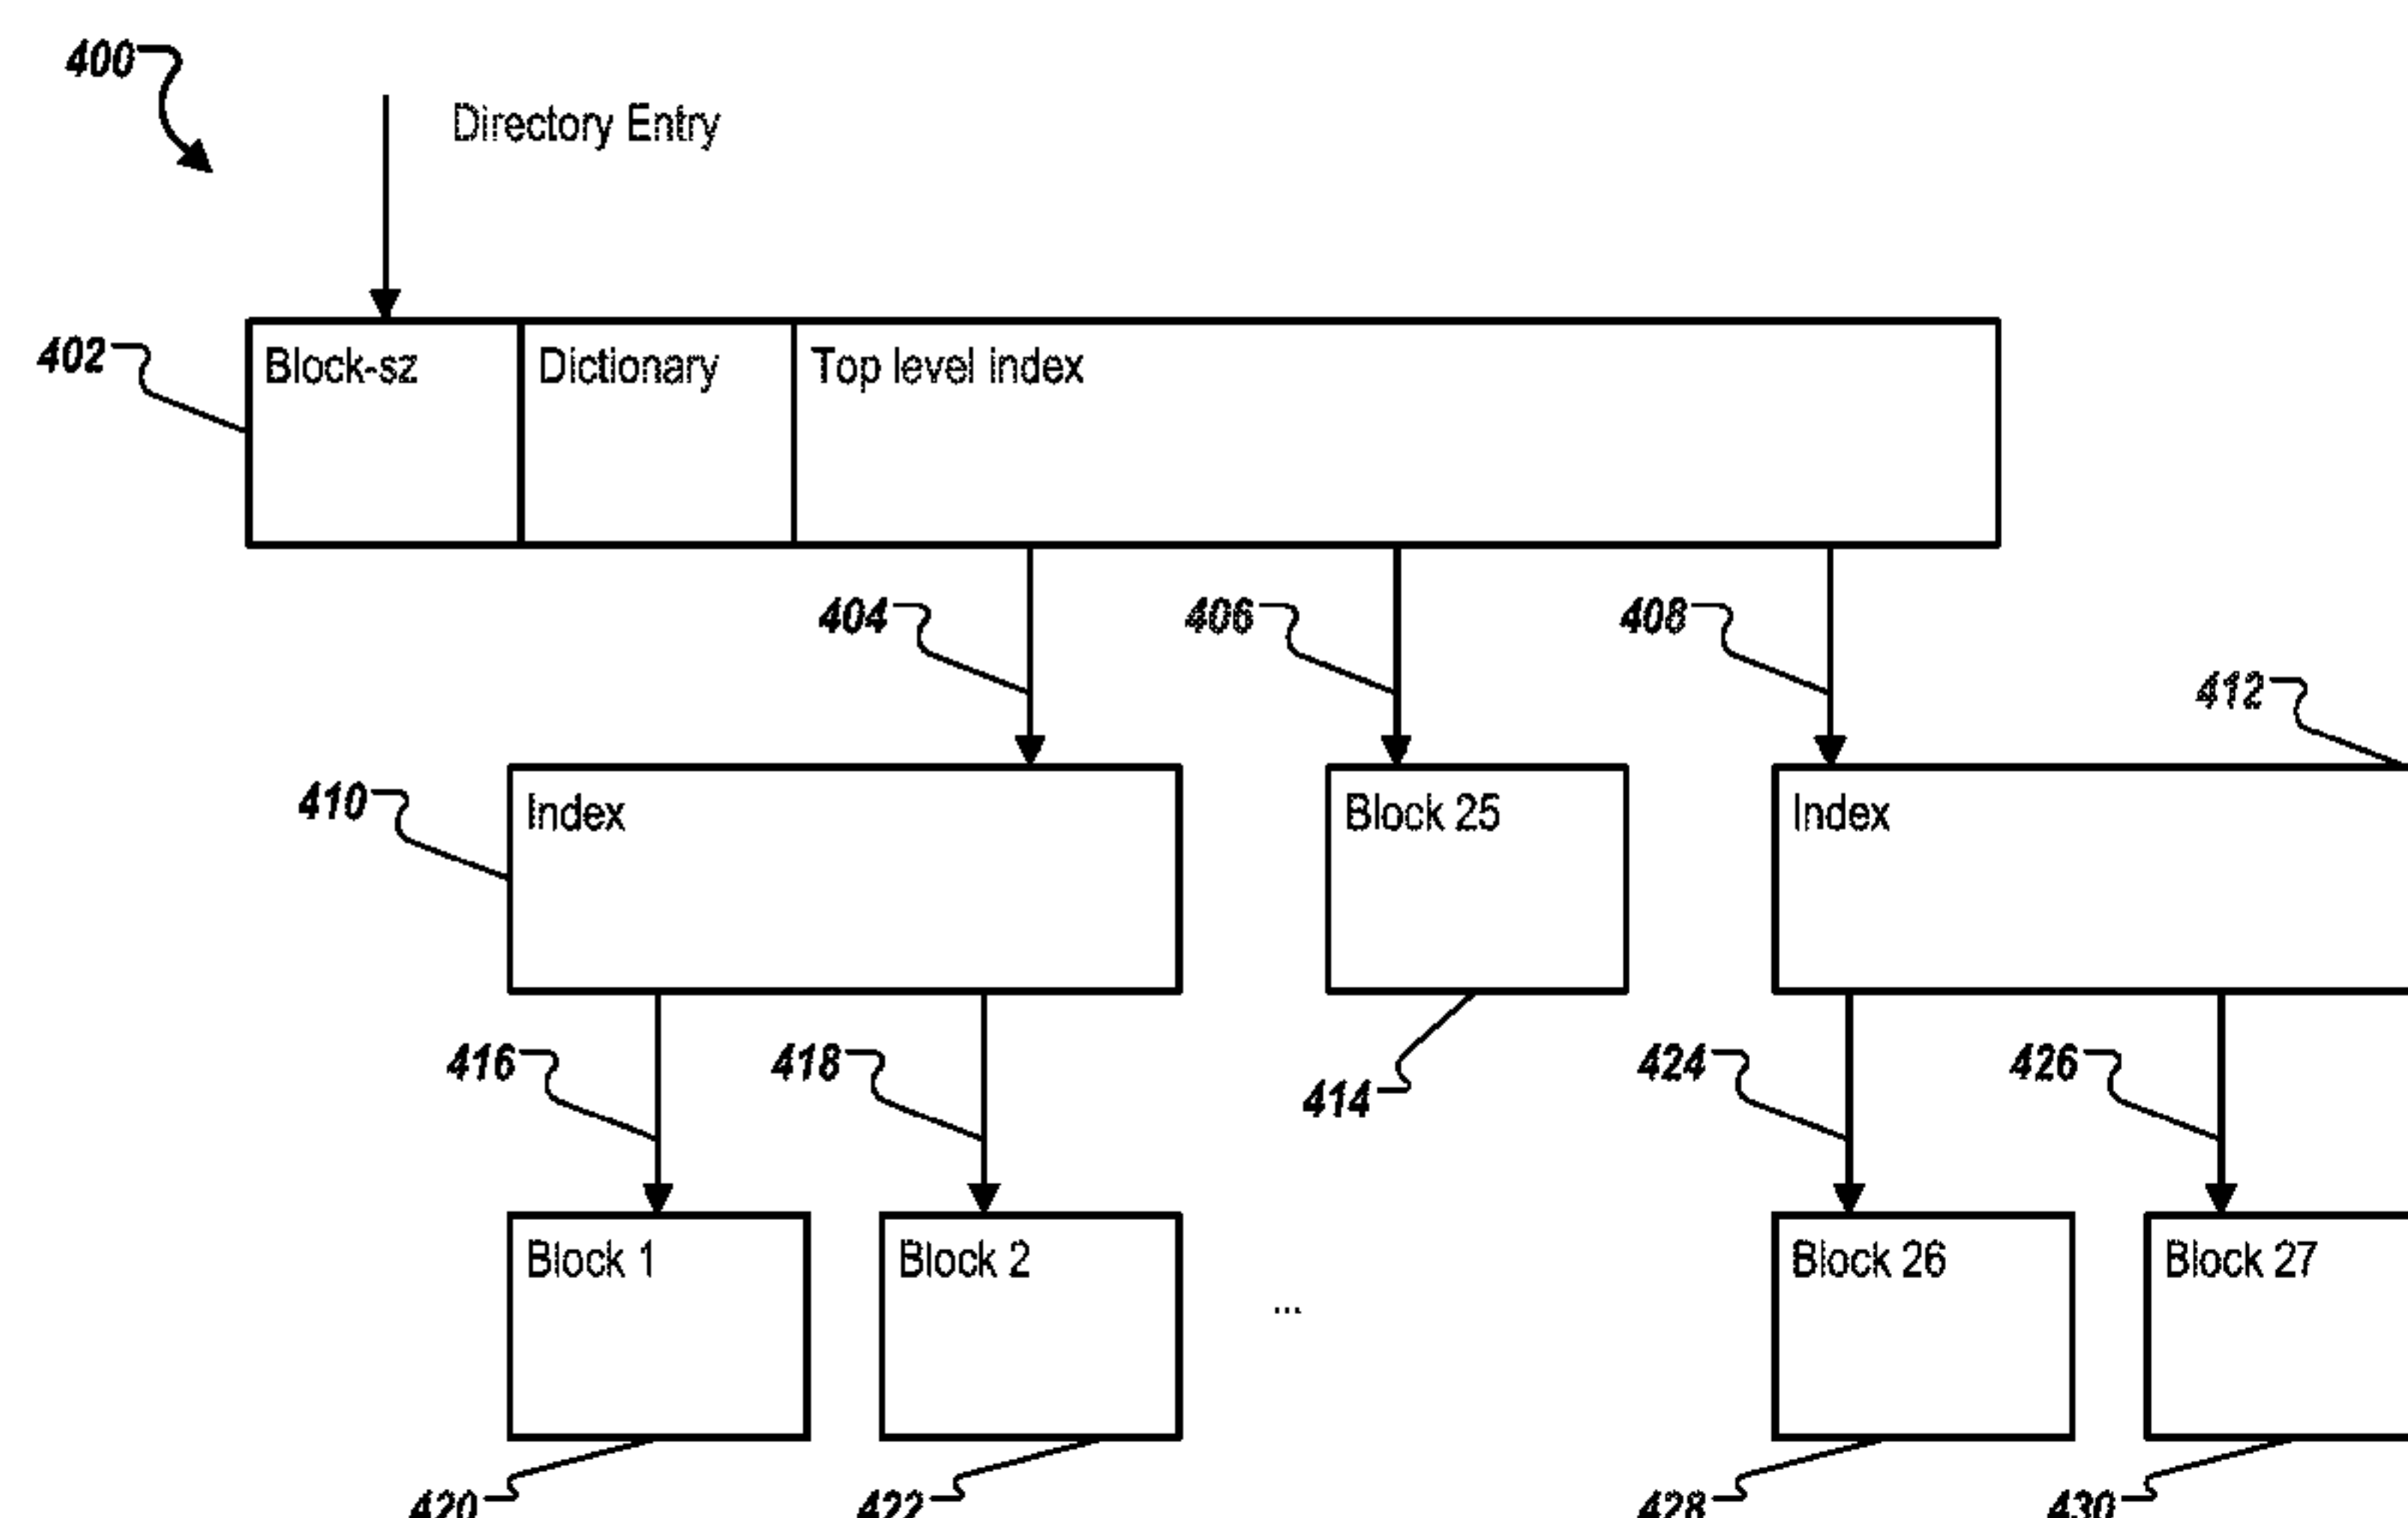 400
Directory Entry
402
Block-sz
Dictionary
Top level index
404
406
408
412
410
Index
Block 25
Index
416
418
414
424
426
Block 1
Block 2
...
Block 26
Block 27
420
422
428
430